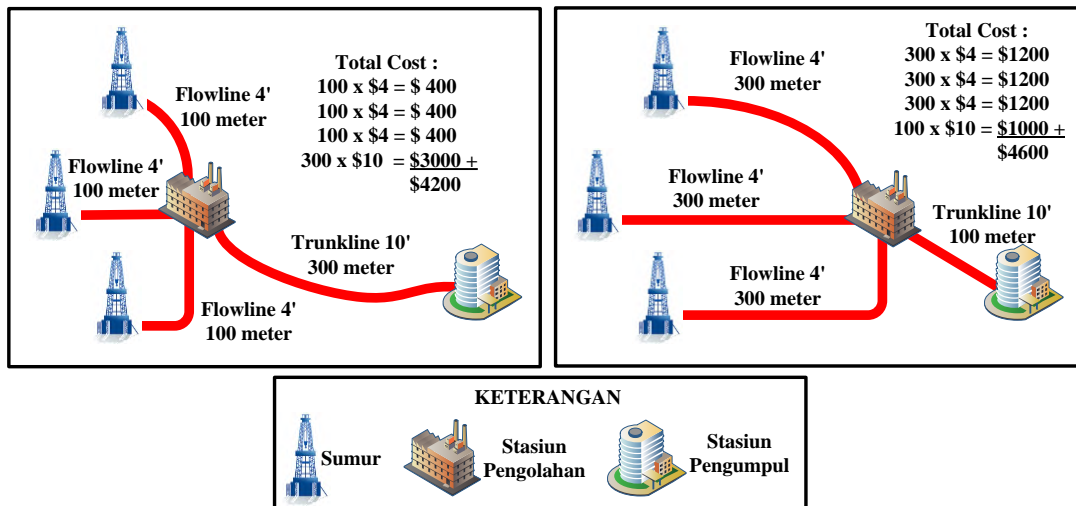 Total Cost :
100 x $4 = $ 400
100 x $4 = $ 400
100 x $4 = $ 400
300 x $10 = $3000 +
$4200
Flowline 4'
100 meter
Flowline 4'
100 meter
Trunkline 10'
300 meter
Flowline 4'
100 meter
Total Cost :
300 x $4 = $1200
300 x $4 = $1200
300 x $4 = $1200
100 x $10 = $1000 +
$4600
Flowline 4'
300 meter
Flowline 4'
300 meter
Trunkline 10'
100 meter
Flowline 4'
300 meter
KETERANGAN
Sumur
Stasiun
Pengolahan
Stasiun
Pengumpul